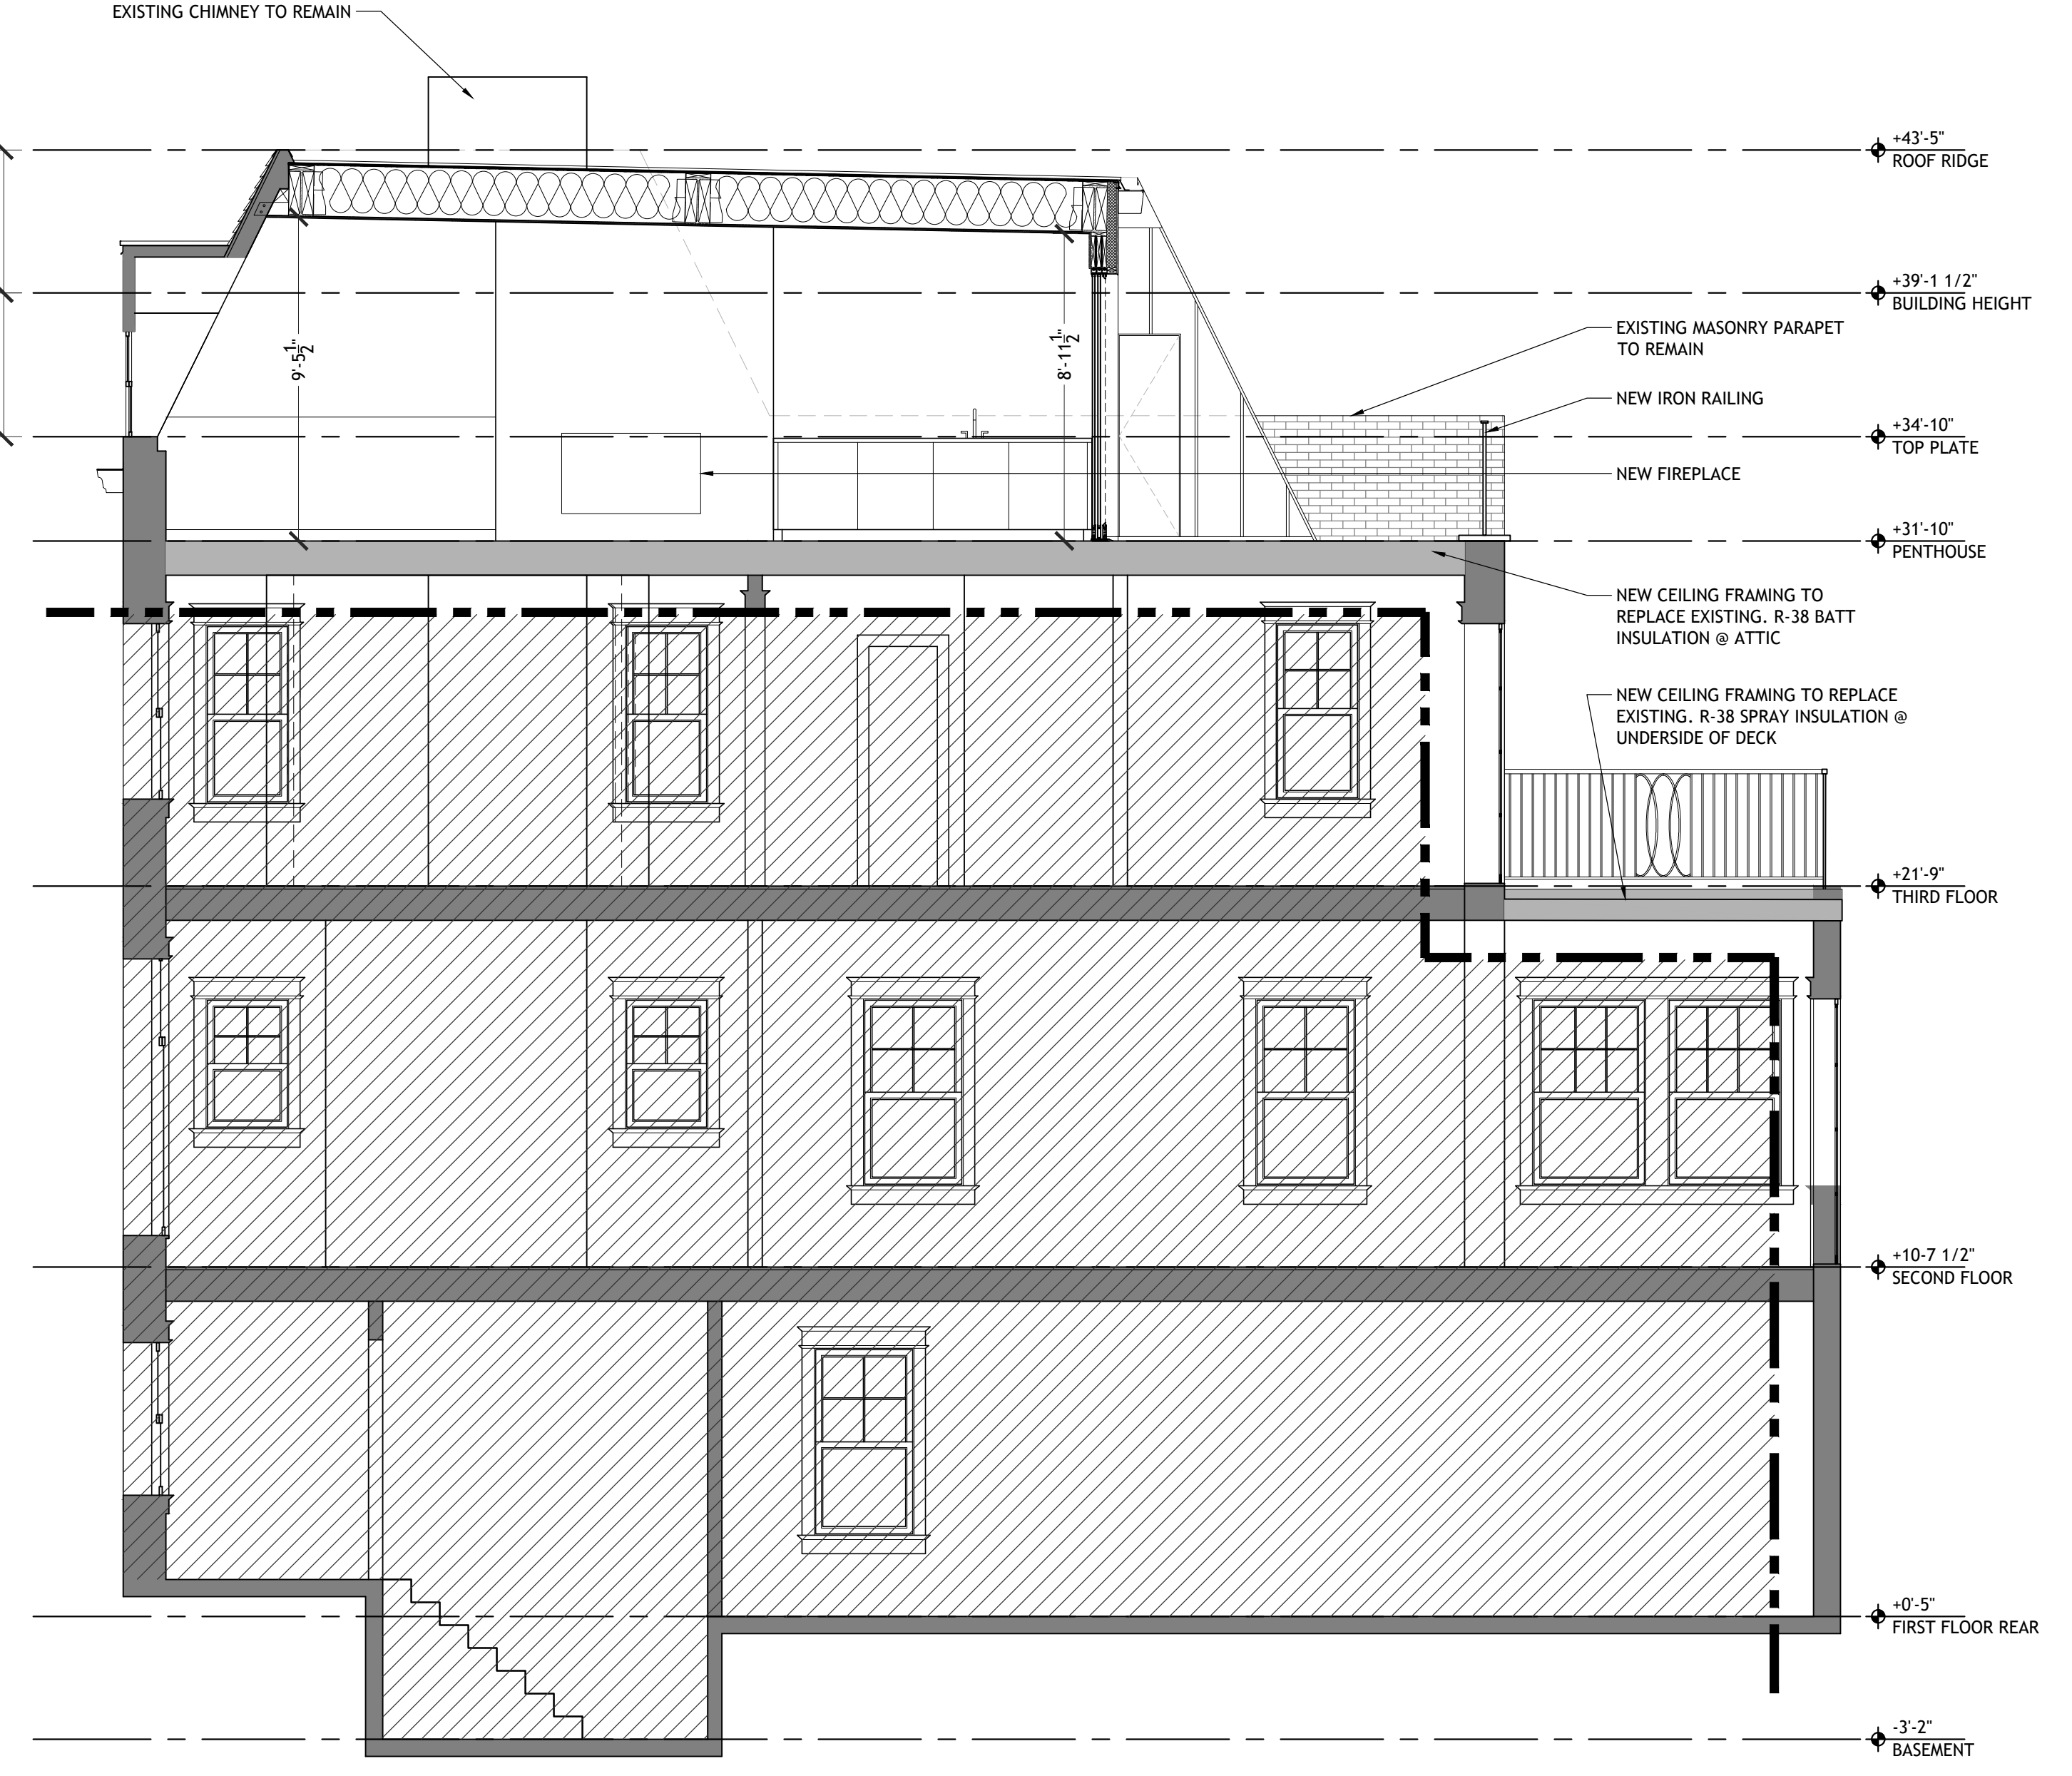 EXISTING CHIMNEY TO REMAIN
+43'-5"
ROOF RIDGE
+39'-1 1/2"
BUILDING HEIGHT
EXISTING MASONRY PARAPET
TO REMAIN
9'-5 1/2"
8'-11 1/2"
NEW IRON RAILING
+34'-10"
TOP PLATE
NEW FIREPLACE
+31'-10"
PENTHOUSE
NEW CEILING FRAMING TO
REPLACE EXISTING. R-38 BATT
INSULATION @ ATTIC
NEW CEILING FRAMING TO REPLACE
EXISTING. R-38 SPRAY INSULATION @
UNDERSIDE OF DECK
+21'-9"
THIRD FLOOR
+10-7 1/2"
SECOND FLOOR
+0'-5"
FIRST FLOOR REAR
-3'-2"
BASEMENT